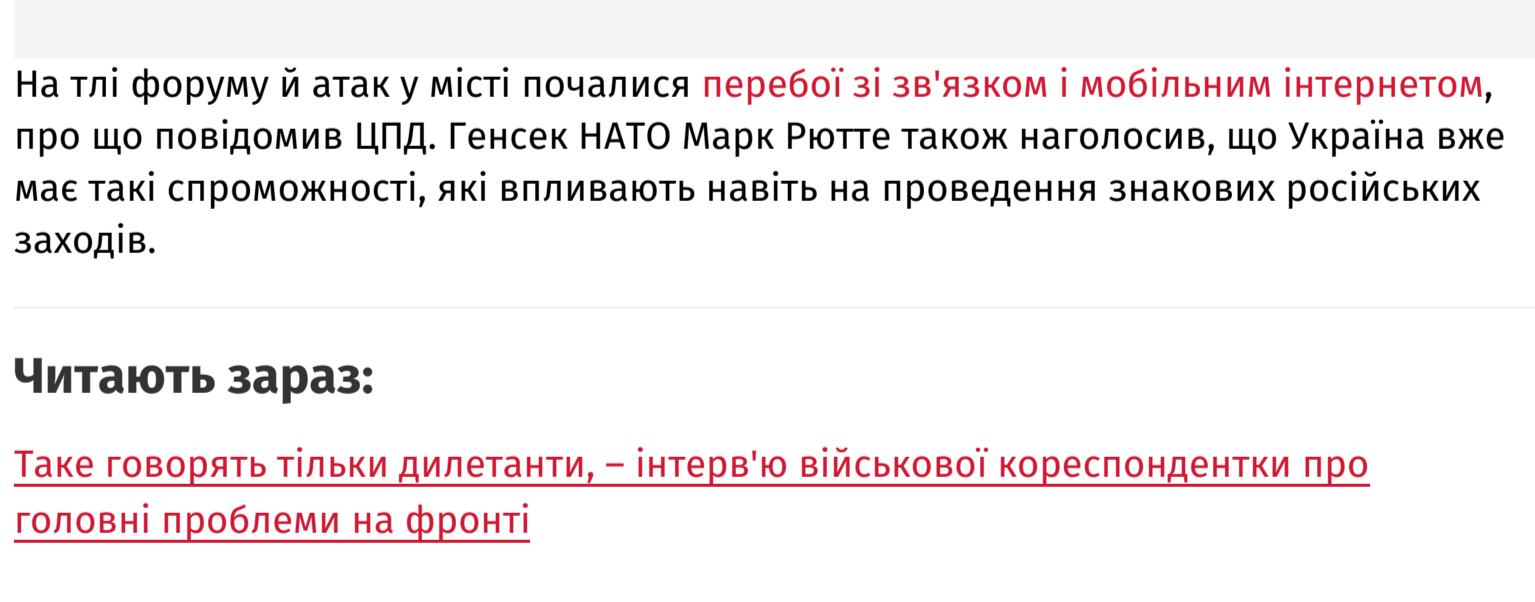 На тлі форуму й атак у місті почалися перебої зі зв'язком і мобільним інтернетом,
про що повідомив ЦПД. Генсек НАТО Марк Рютте також наголосив, що Україна вже
має такі спроможності, які впливають навіть на проведення знакових російських
заходів.
Читають зараз:
Таке говорять тільки дилетанти, – інтерв'ю військової кореспондентки про
головні проблеми на фронті